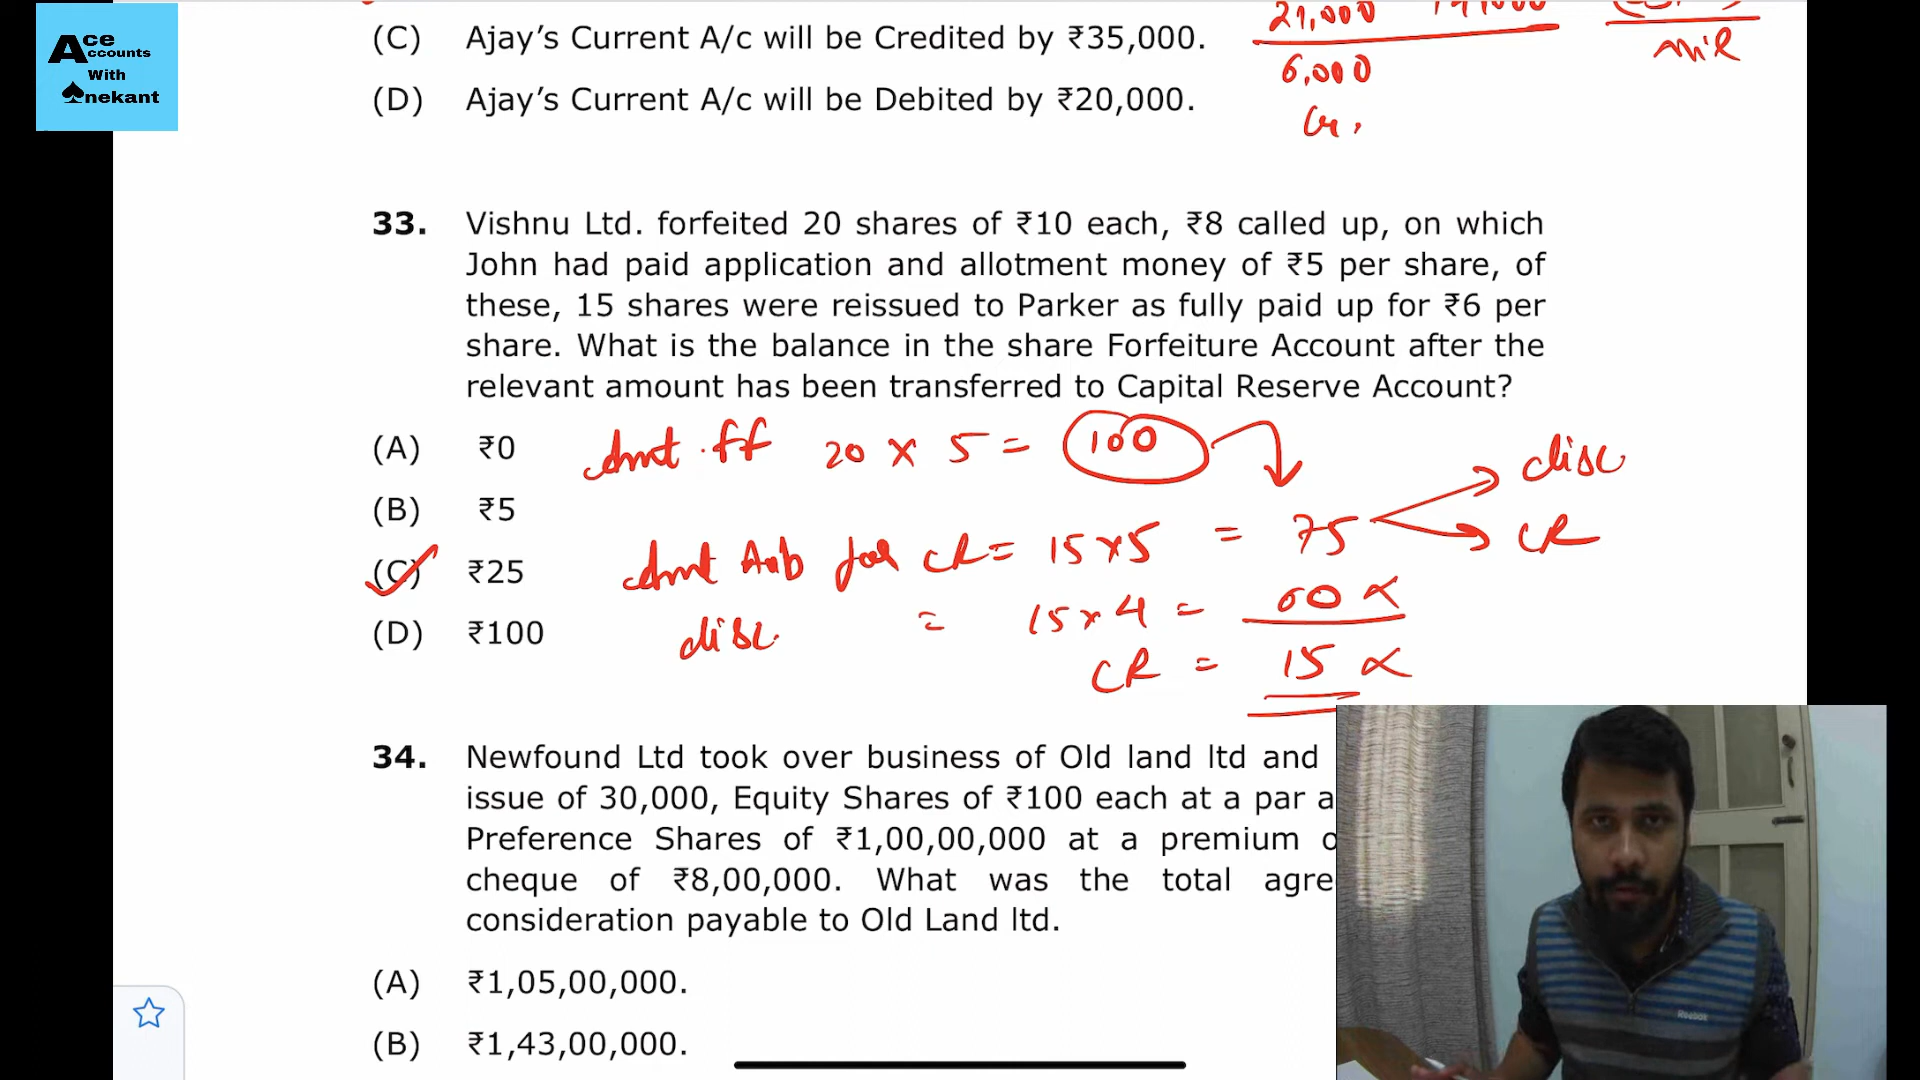 Ace
Accounts
With
Anekant
21,000
nil
(C) Ajay’s Current A/c will be Credited by ₹35,000.
6,000
(D) Ajay’s Current A/c will be Debited by ₹20,000.
Cr.
33. Vishnu Ltd. forfeited 20 shares of ₹10 each, ₹8 called up, on which
John had paid application and allotment money of ₹5 per share, of
these, 15 shares were reissued to Parker as fully paid up for ₹6 per
share. What is the balance in the share Forfeiture Account after the
relevant amount has been transferred to Capital Reserve Account?
(A) ₹0
Amt. ff 20 x 5 = 100
disc
(B) ₹5
Amt Aub for CR = 15 x 5 = 75
CR
(C) ₹25
disc. = 15 x 4 = 60
(D) ₹100
CR = 15
34. Newfound Ltd took over business of Old land ltd and
issue of 30,000, Equity Shares of ₹100 each at a par a
Preference Shares of ₹1,00,00,000 at a premium o
cheque of ₹8,00,000. What was the total agre
consideration payable to Old Land ltd.
(A) ₹1,05,00,000.
(B) ₹1,43,00,000.
Reebok